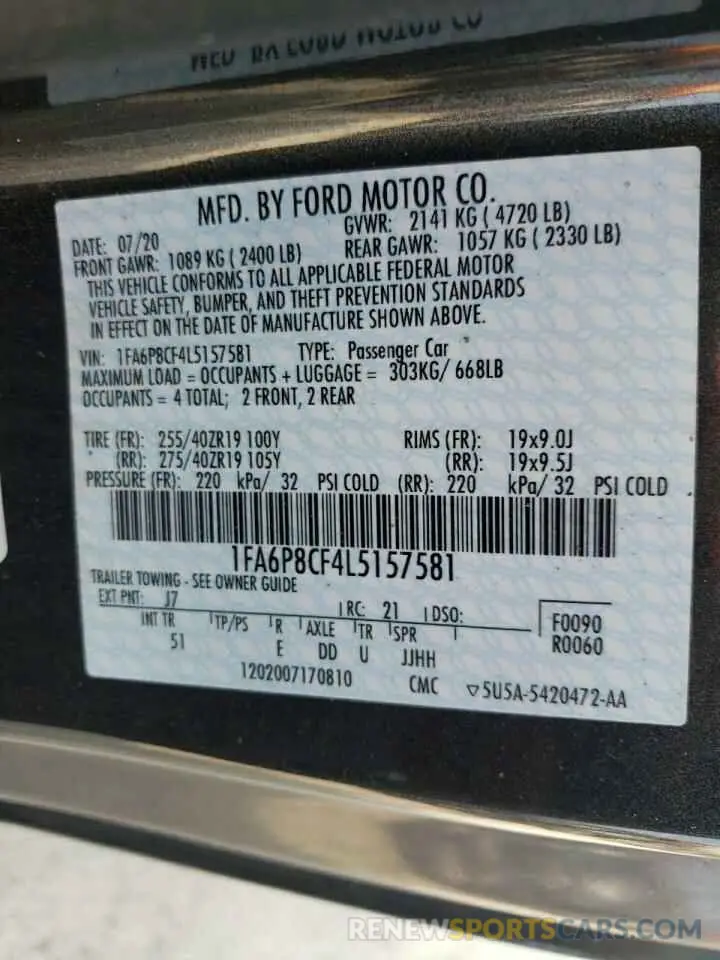 MFD. BY FORD MOTOR CO
MFD. BY FORD MOTOR CO.
DATE: 07/20 GVWR: 2141 KG ( 4720 LB)
FRONT GAWR: 1089 KG ( 2400 LB) REAR GAWR: 1057 KG ( 2330 LB)
THIS VEHICLE CONFORMS TO ALL APPLICABLE FEDERAL MOTOR
VEHICLE SAFETY, BUMPER, AND THEFT PREVENTION STANDARDS
IN EFFECT ON THE DATE OF MANUFACTURE SHOWN ABOVE.
VIN: 1FA6P8CF4L5157581 TYPE: Passenger Car
MAXIMUM LOAD = OCCUPANTS + LUGGAGE = 303KG/ 668LB
OCCUPANTS = 4 TOTAL; 2 FRONT, 2 REAR
TIRE (FR): 255/40ZR19 100Y RIMS (FR): 19x9.0J
(RR): 275/40ZR19 105Y (RR): 19x9.5J
PRESSURE (FR): 220 kPa/ 32 PSI COLD (RR): 220 kPa/ 32 PSI COLD .
1FA6P8CF4L5157581
TRAILER TOWING - SEE OWNER GUIDE
EXT PNT: J7 RC: 21 DSO: F0090
INT TR TP/PS R AXLE TR SPR R0060
51 E DD U JJHH
1202007170810 CMC ▽5U5A-5420472-AA
RENEWSPORTSCARS.COM